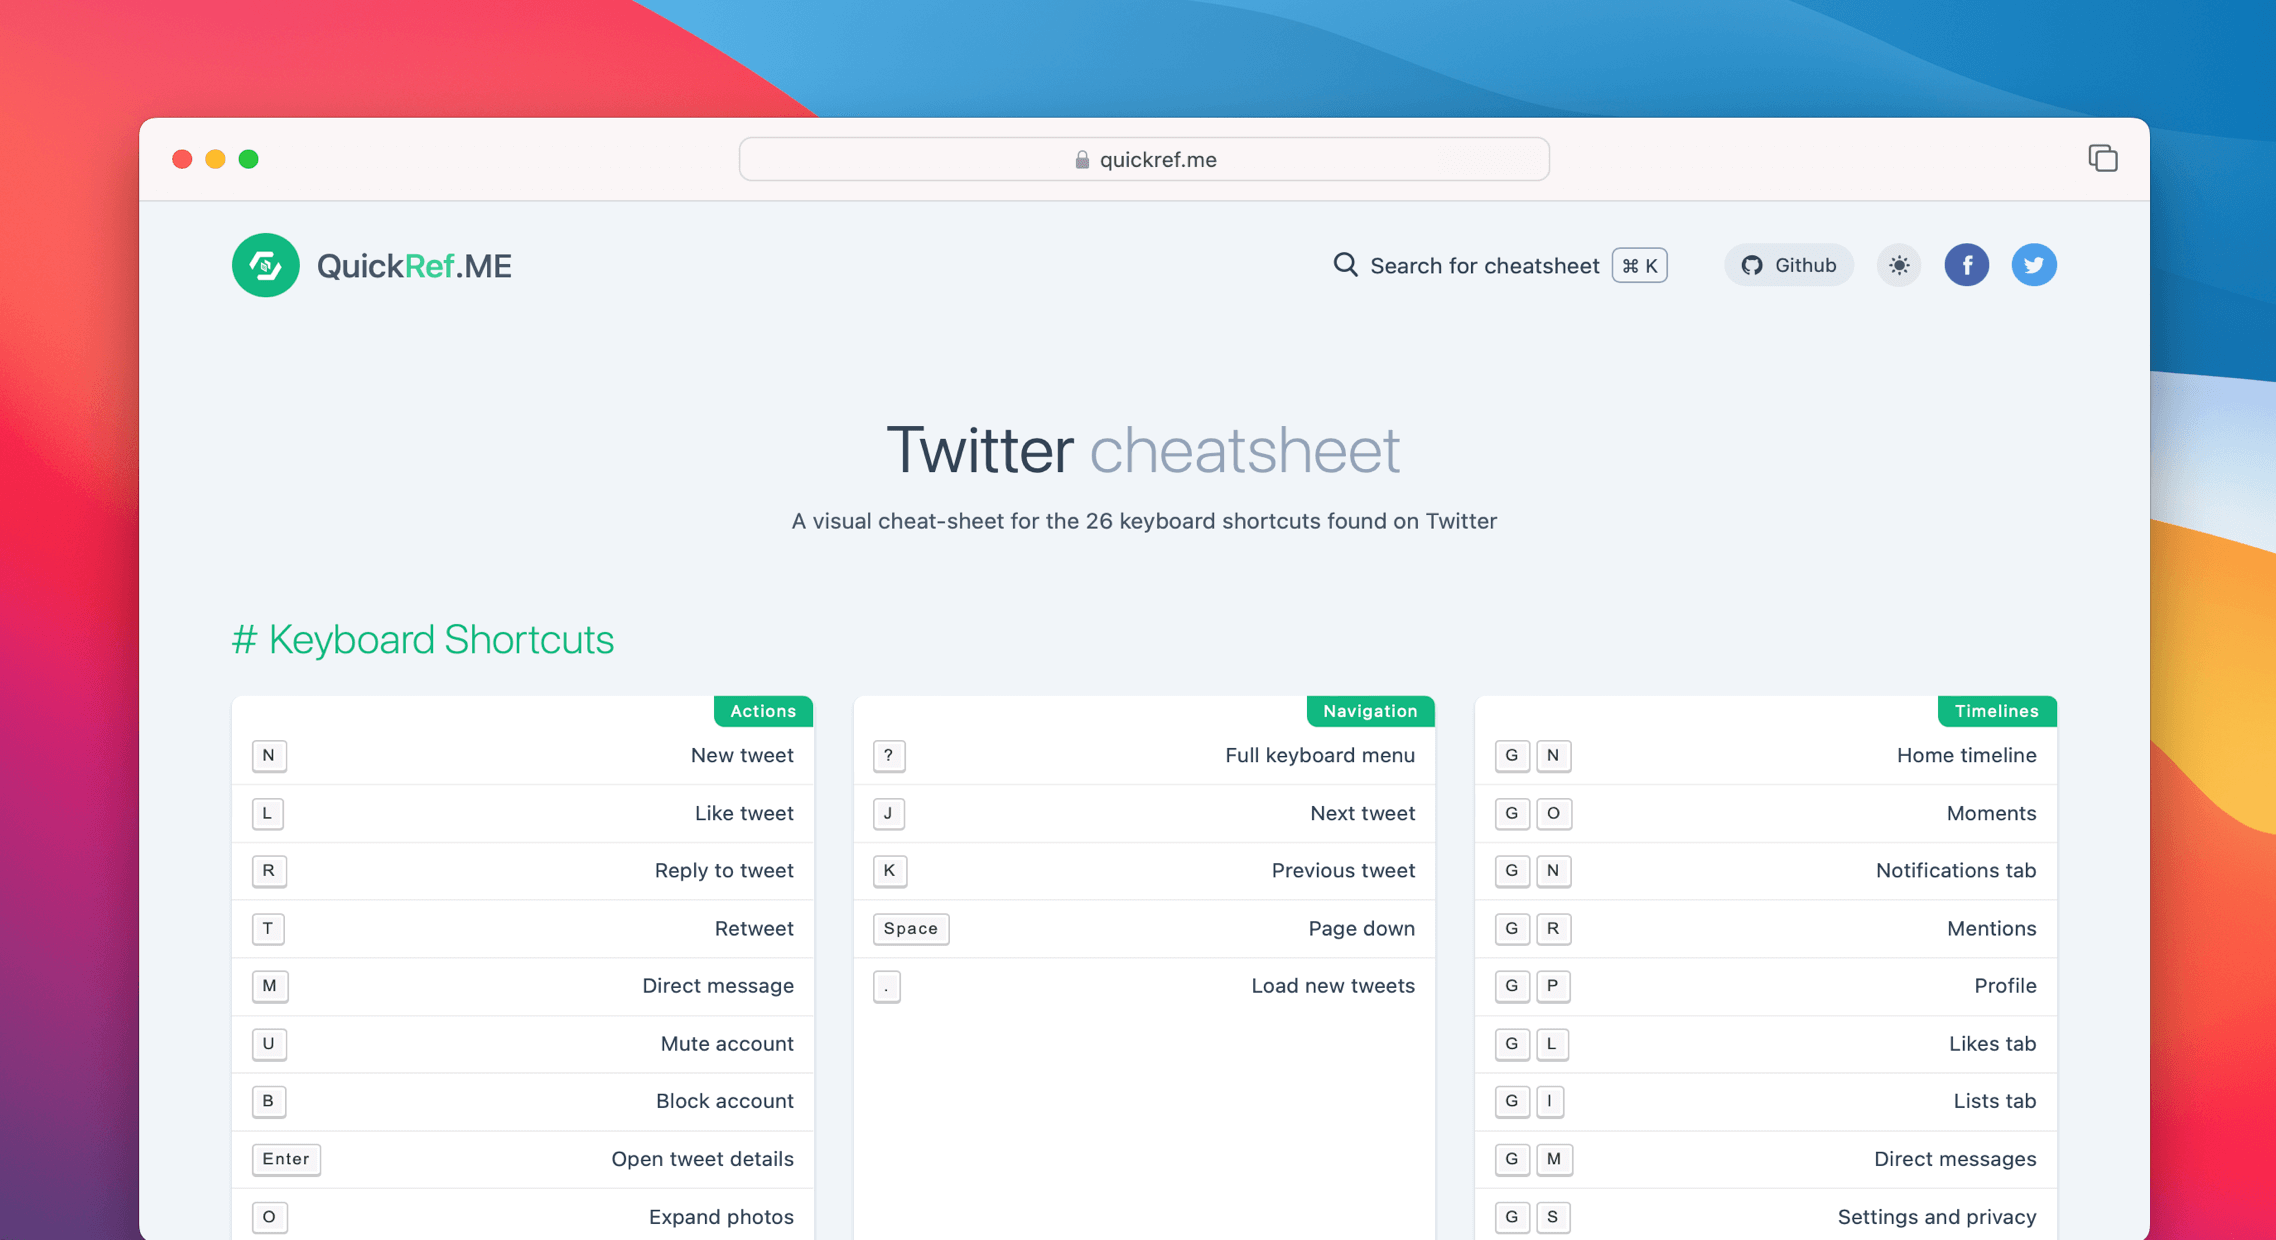 quickref.me
QuickRef.ME
Search for cheatsheet ⌘ K
Github
Twitter cheatsheet
A visual cheat-sheet for the 26 keyboard shortcuts found on Twitter
# Keyboard Shortcuts
Actions
N New tweet
L Like tweet
R Reply to tweet
T Retweet
M Direct message
U Mute account
B Block account
Enter Open tweet details
O Expand photos
Navigation
? Full keyboard menu
J Next tweet
K Previous tweet
Space Page down
. Load new tweets
Timelines
G N Home timeline
G O Moments
G N Notifications tab
G R Mentions
G P Profile
G L Likes tab
G I Lists tab
G M Direct messages
G S Settings and privacy